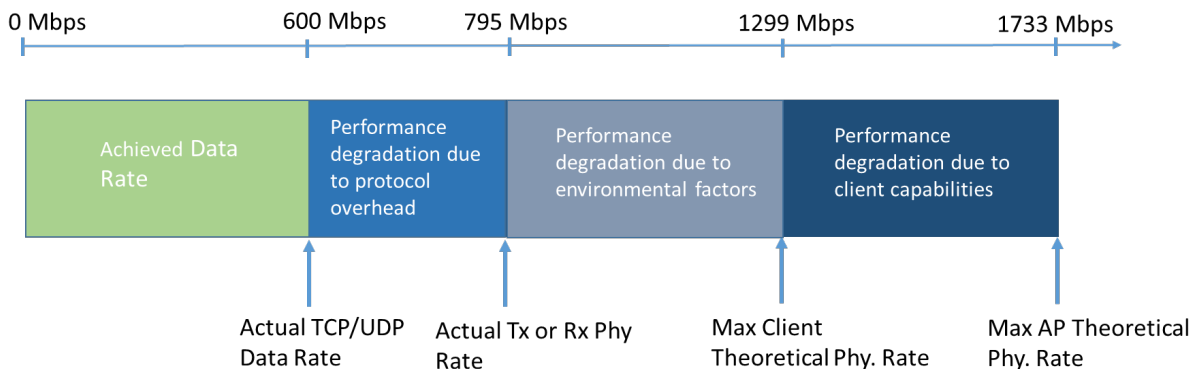 0 Mbps
600 Mbps
795 Mbps
1299 Mbps
1733 Mbps
Achieved Data
Rate
Performance
degradation due
to protocol
overhead
Performance
degradation due to
environmental factors
Performance
degradation due to
client capabilities
Actual TCP/UDP
Data Rate
Actual Tx or Rx Phy
Rate
Max Client
Theoretical Phy. Rate
Max AP Theoretical
Phy. Rate